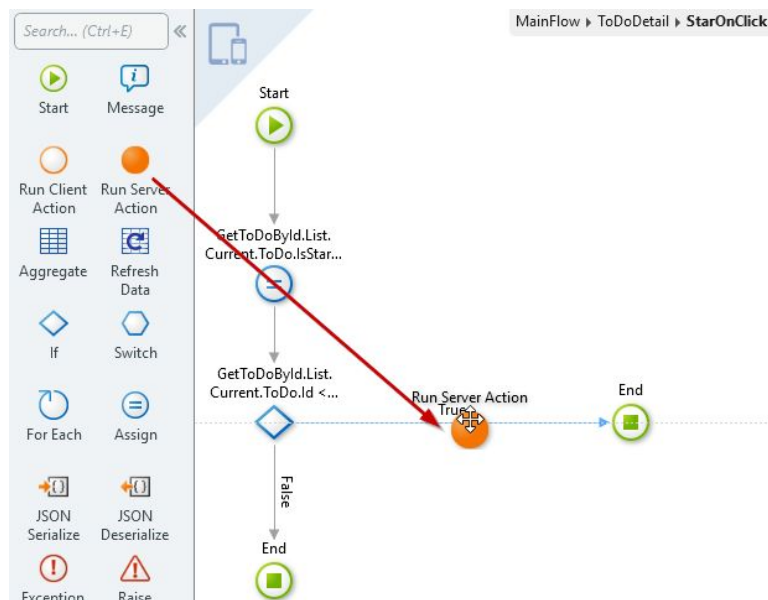 Search... (Ctrl+E)
MainFlow ToDoDetail StarOnClick
Start
Message
Run Client
Action
Run Server
Action
Aggregate
Refresh
Data
If
Switch
For Each
Assign
JSON
Serialize
JSON
Deserialize
Exception
Raise
Start
GetToDoById.List.
Current.ToDo.IsStar...
GetToDoById.List.
Current.ToDo.Id <...
Run Server Action
True
End
False
End